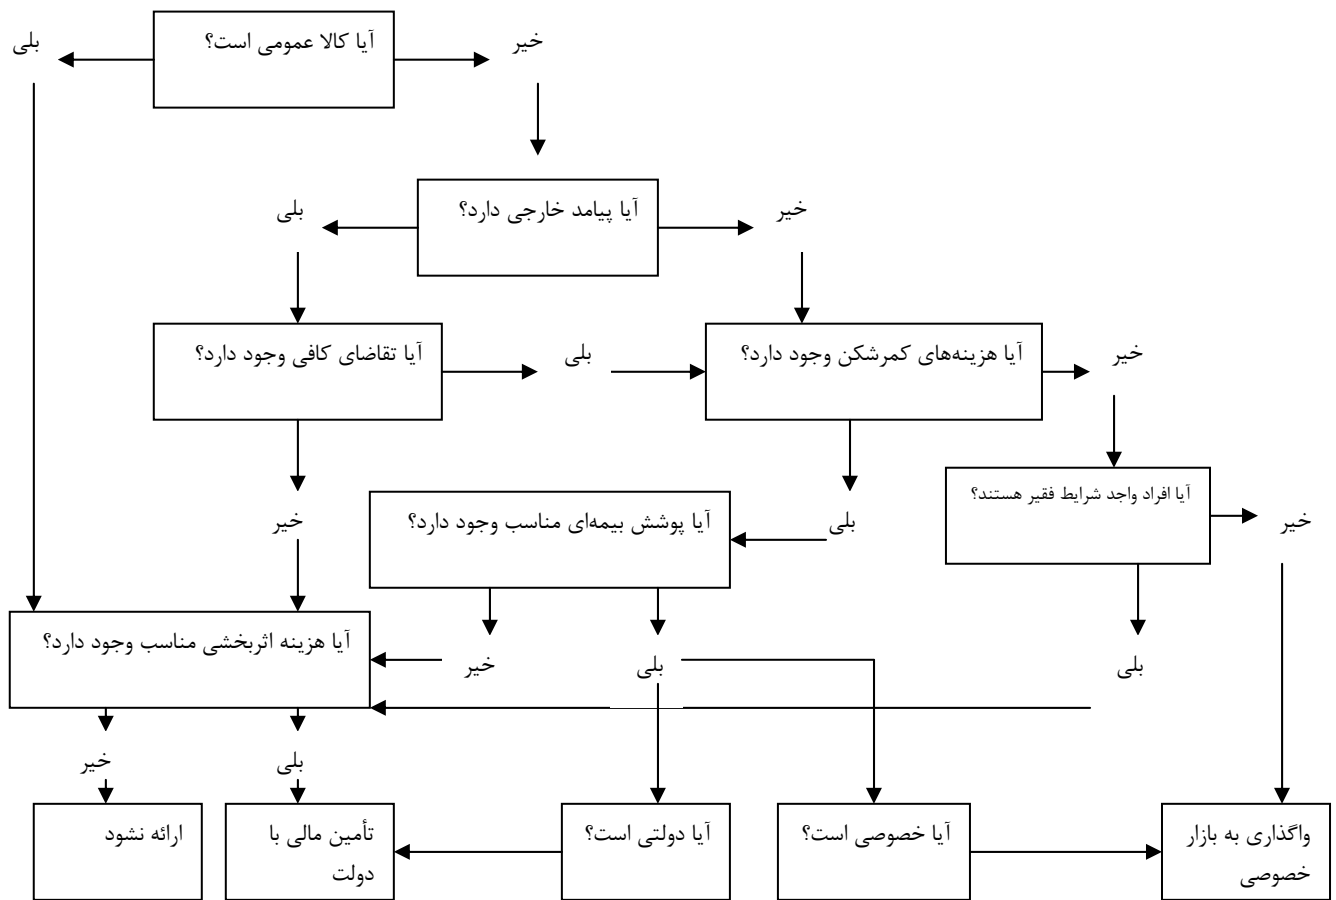 آیا کالا عمومی است؟
خیر
بلی
آیا پیامد خارجی دارد؟
خیر
بلی
آیا هزینه‌های کمرشکن وجود دارد؟
خیر
بلی
آیا تقاضای کافی وجود دارد؟
آیا افراد واجد شرایط فقیر هستند؟
خیر
بلی
آیا پوشش بیمه‌ای مناسب وجود دارد؟
خیر
آیا هزینه اثربخشی مناسب وجود دارد؟
بلی
بلی
خیر
بلی
خیر
واگذاری به بازار
خصوصی
آیا خصوصی است؟
آیا دولتی است؟
تأمین مالی با
دولت
ارائه نشود